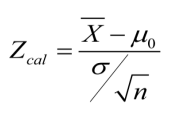 Z_cal = (X̅ − μ₀) / (σ/√n)